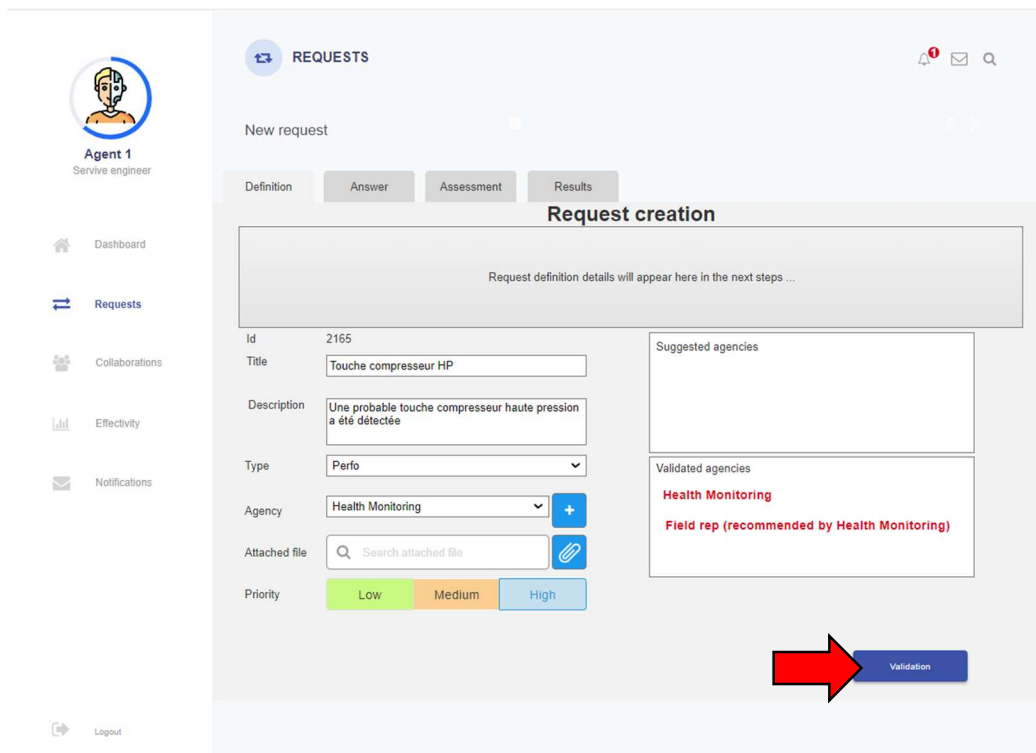 REQUESTS
1
New request
Agent 1
Servive engineer
Definition
Answer
Assessment
Results
Request creation
Dashboard
Requests
Collaborations
Effectivity
Notifications
Logout
Request definition details will appear here in the next steps ...
Id
2165
Title
Touche compresseur HP
Description
Une probable touche compresseur haute pression
a été détectée
Type
Perfo
Agency
Health Monitoring
+
Attached file
Search attached file
Priority
Low
Medium
High
Suggested agencies
Validated agencies
Health Monitoring
Field rep (recommended by Health Monitoring)
Validation